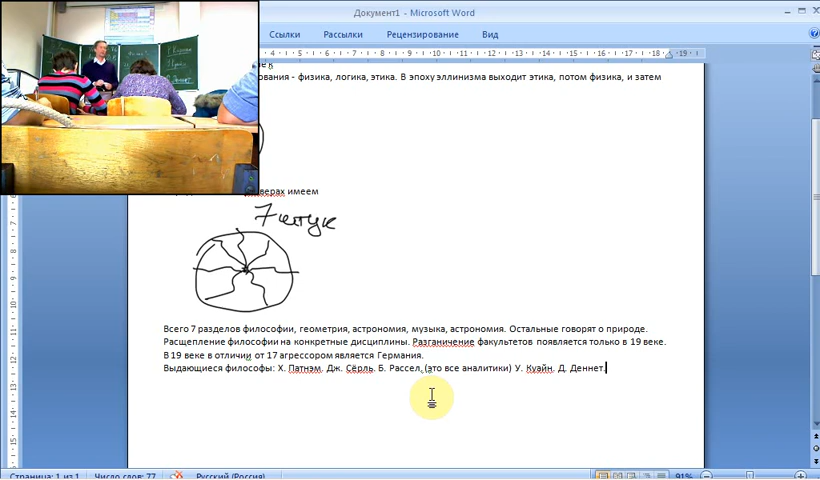 Документ1 - Microsoft Word
Ссылки Рассылки Рецензирование Вид
ования - физика, логика, этика. В эпоху эллинизма выходит этика, потом физика, и затем
верах имеем
7 штук
Всего 7 разделов философии, геометрия, астрономия, музыка, астрономия. Остальные говорят о природе.
Расщепление философии на конкретные дисциплины. Разганичение факультетов появляется только в 19 веке.
В 19 веке в отличии от 17 агрессором является Германия.
Выдающиеся философы: Х. Патнэм. Дж. Сёрль. Б. Рассел, (это все аналитики) У. Куайн. Д. Деннет.
Страница: 1 из 1 Число слов: 77 Русский (Россия) 91%